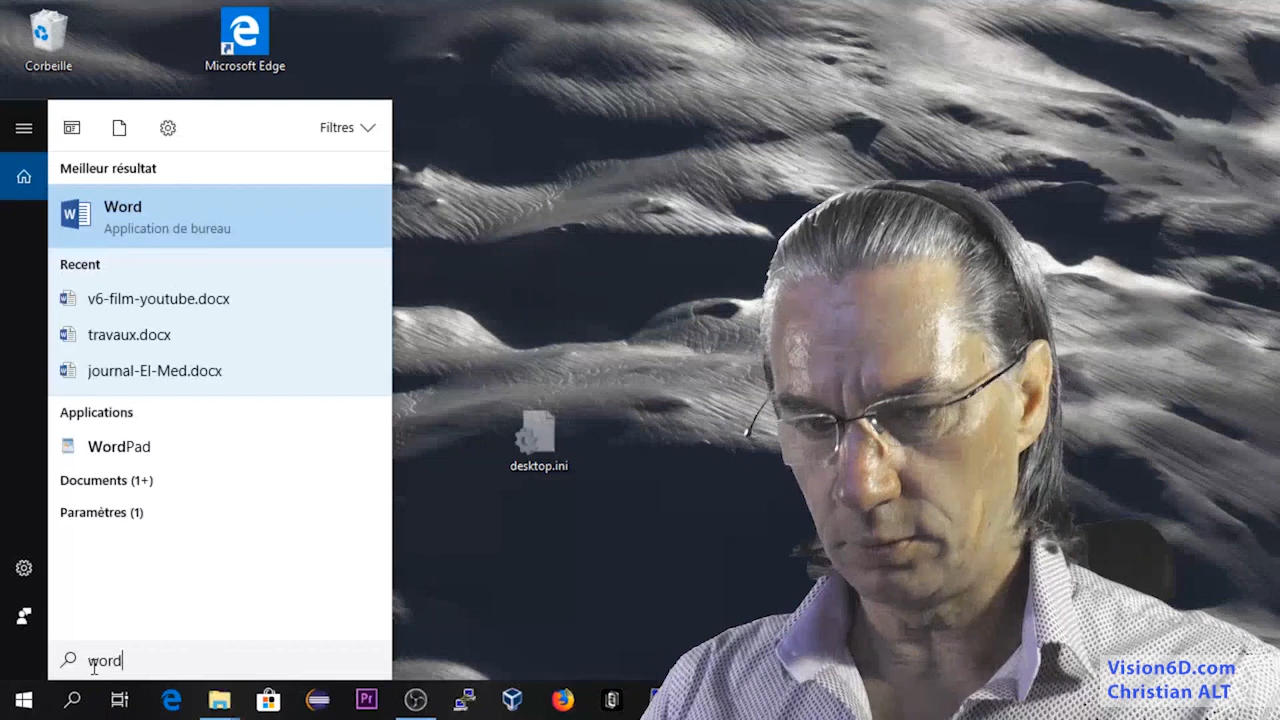 Corbeille
Microsoft Edge
Filtres
Meilleur résultat
Word
Application de bureau
Recent
v6-film-youtube.docx
travaux.docx
journal-El-Med.docx
Applications
WordPad
Documents (1+)
Paramètres (1)
desktop.ini
word
Pr
Vision6D.com
Christian ALT